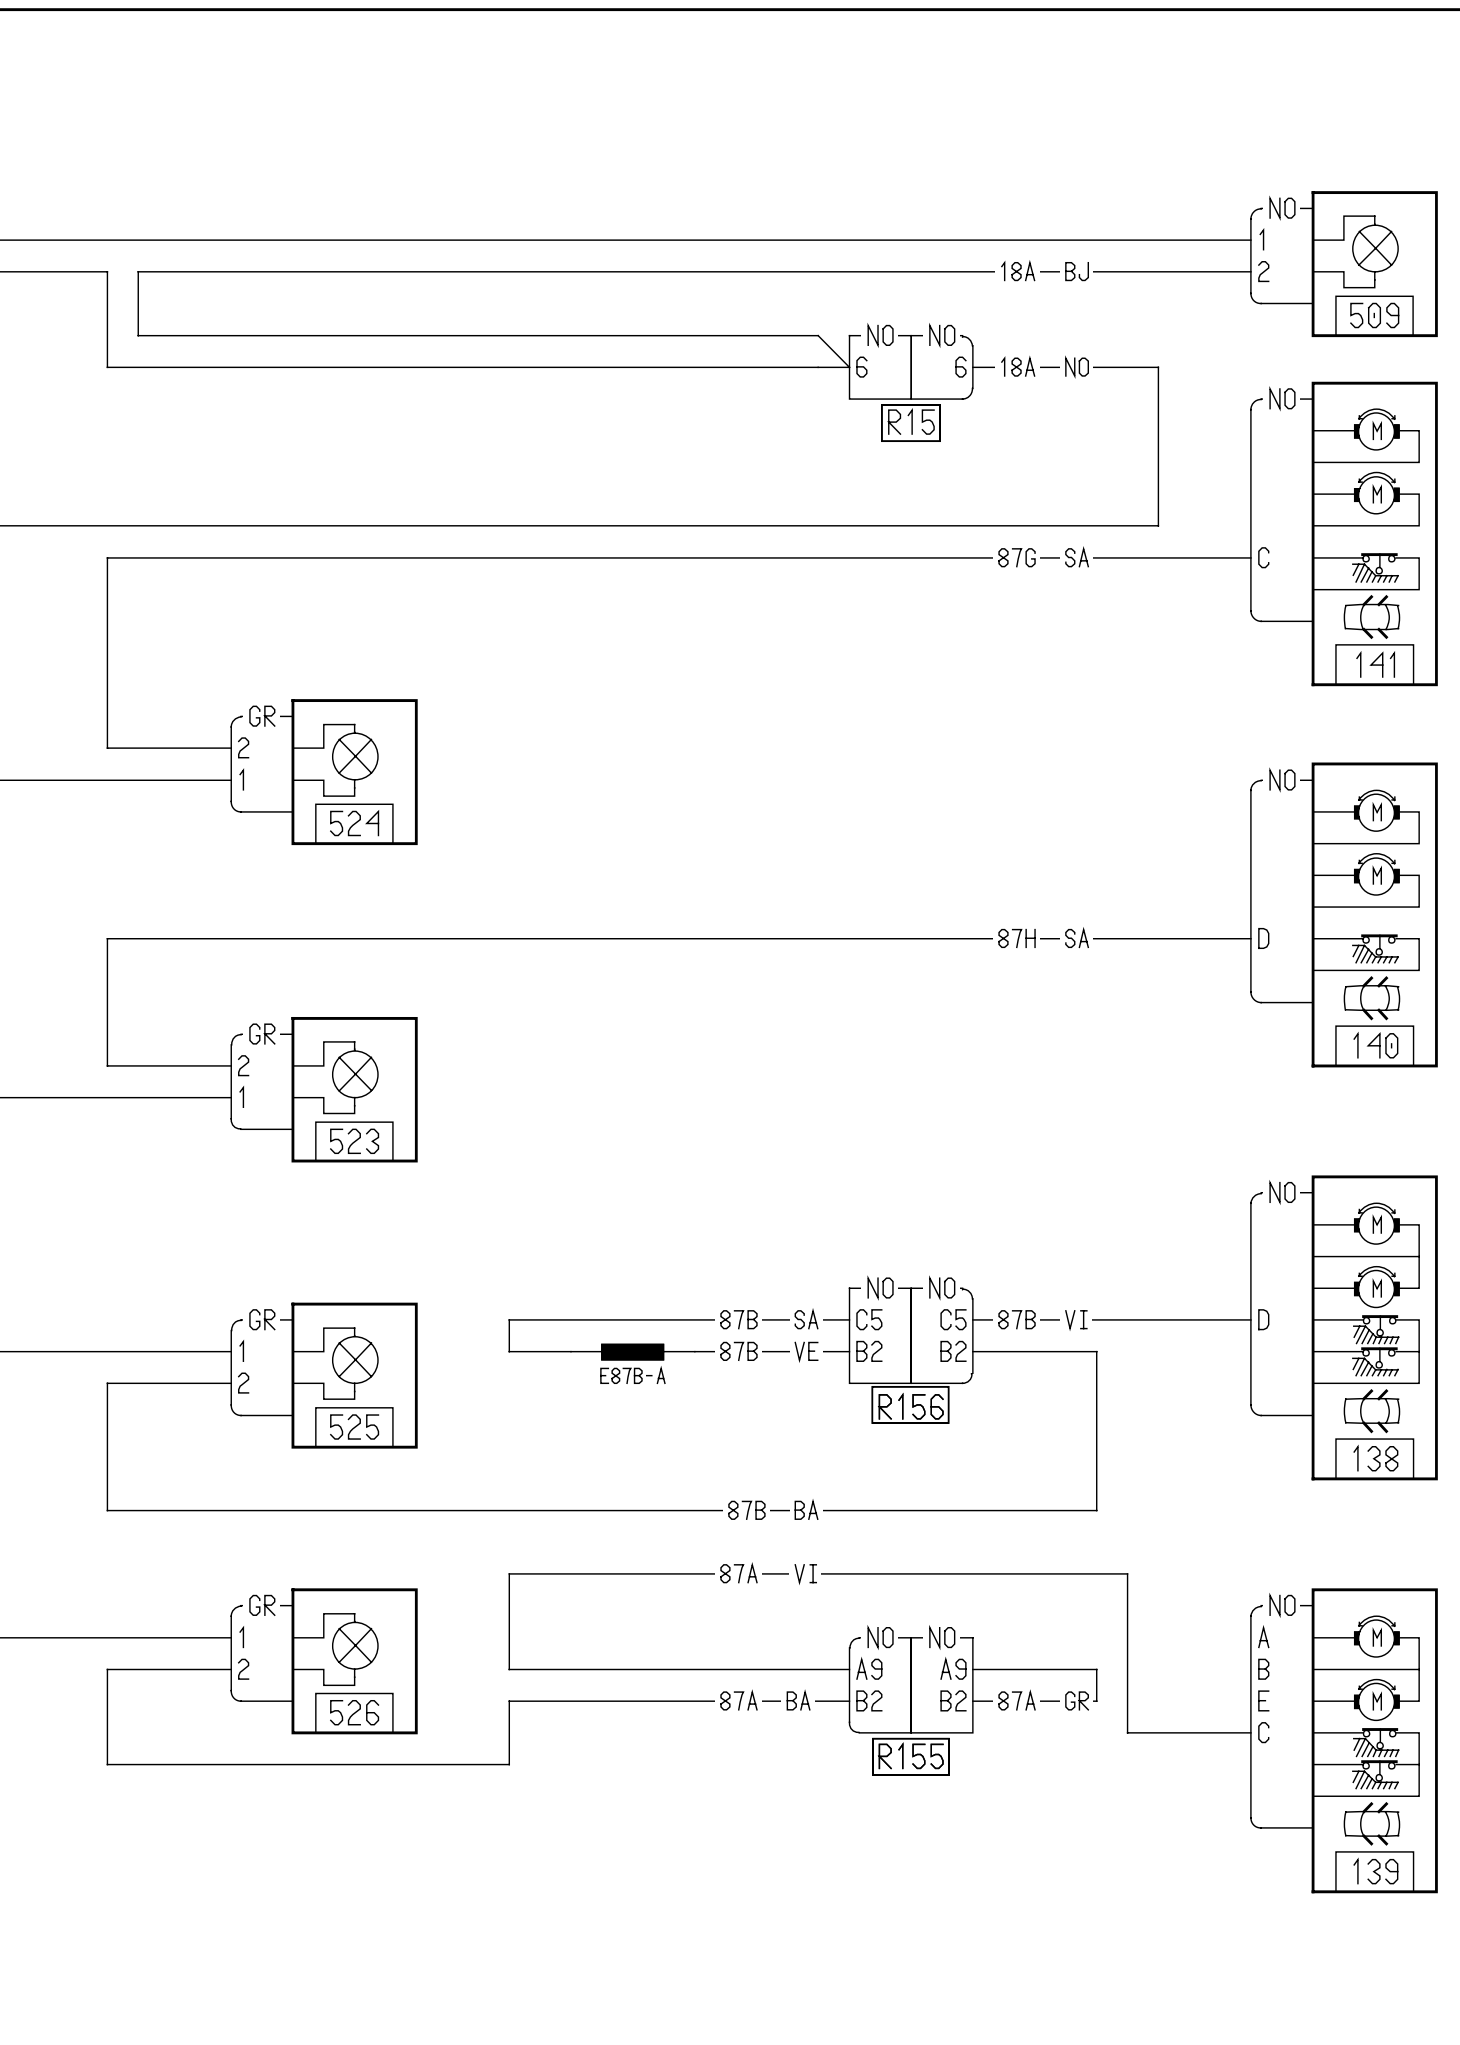 NO
1
2
18A BJ
509
NO NO
6 6 18A NO
R15
NO
M
M
87G SA C
141
GR
2
1
524
NO
M
M
87H SA D
140
GR
2
1
523
NO
M
M
NO NO
GR
87B SA C5 C5 87B VI D
1
87B VE B2 B2
E87B-A
2
R156
525
138
87B BA
87A VI
GR
NO
NO NO
1
A M
2
A9 A9 B
87A BA B2 B2 87A GR E M
526
C
R155
139